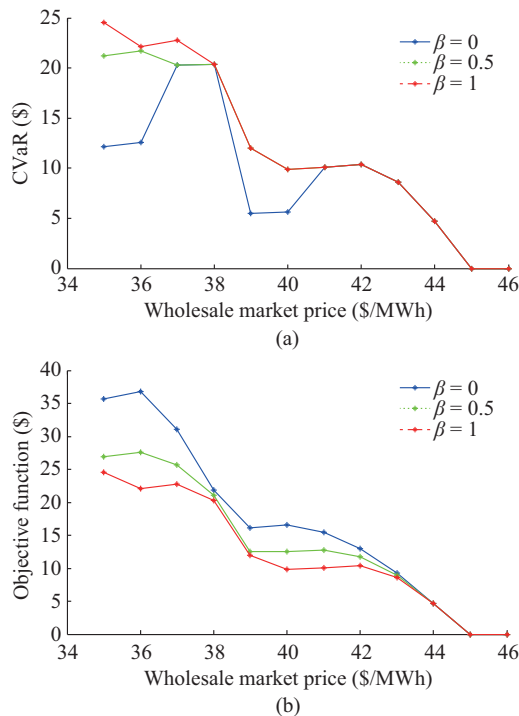 25
20
15
10
5
0
CVaR ($)
β = 0
β = 0.5
β = 1
34 36 38 40 42 44 46
Wholesale market price ($/MWh)
(a)
40
35
30
25
20
15
10
5
0
Objective function ($)
β = 0
β = 0.5
β = 1
34 36 38 40 42 44 46
Wholesale market price ($/MWh)
(b)